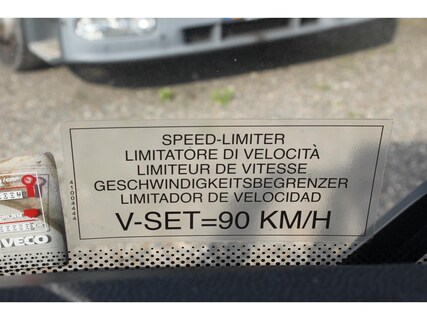 SPEED-LIMITER
LIMITATORE DI VELOCITÀ
LIMITEUR DE VITESSE
GESCHWINDIGKEITSBEGRENZER
LIMITADOR DE VELOCIDAD
V-SET=90 KM/H
IVECO